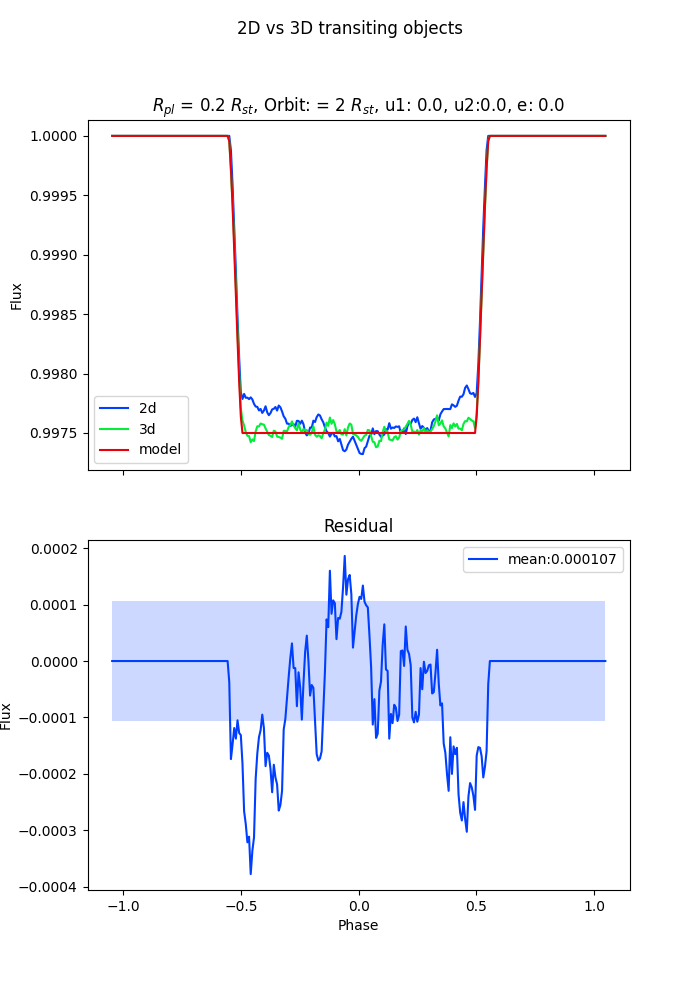 2D vs 3D transiting objects
R_pl = 0.2 R_st, Orbit: = 2 R_st, u1: 0.0, u2:0.0, e: 0.0
1.0000
0.9995
0.9990
0.9985
0.9980
0.9975
Flux
2d
3d
model
Residual
0.0002
0.0001
0.0000
−0.0001
−0.0002
−0.0003
−0.0004
Flux
mean:0.000107
−1.0
−0.5
0.0
0.5
1.0
Phase